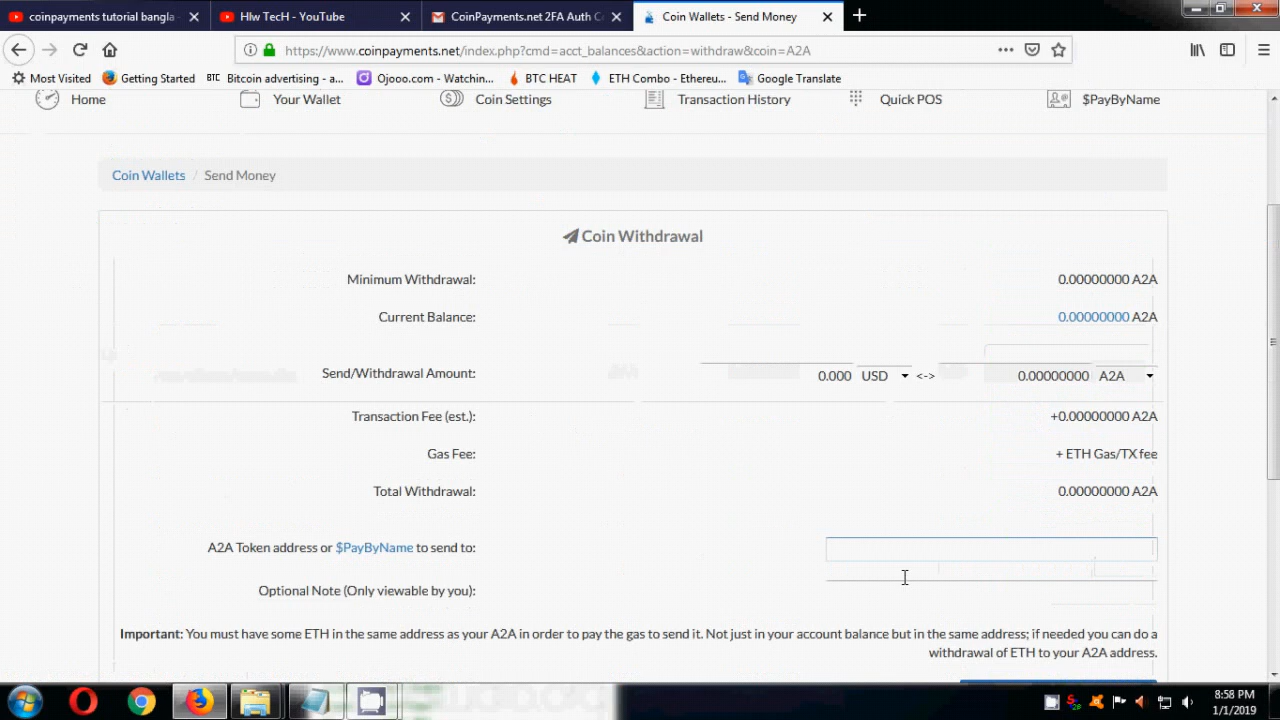 coinpayments tutorial bangla
Hlw TecH - YouTube
CoinPayments.net 2FA Auth C
Coin Wallets - Send Money
https://www.coinpayments.net/index.php?cmd=acct_balances&action=withdraw&coin=A2A
Most Visited
Getting Started
BTC Bitcoin advertising - a...
Ojooo.com - Watchin...
BTC HEAT
ETH Combo - Ethereu...
Google Translate
Home
Your Wallet
Coin Settings
Transaction History
Quick POS
$PayByName
Coin Wallets / Send Money
Coin Withdrawal
Minimum Withdrawal: 0.00000000 A2A
Current Balance: 0.00000000 A2A
Send/Withdrawal Amount: 0.000 USD <-> 0.00000000 A2A
Transaction Fee (est.): +0.00000000 A2A
Gas Fee: + ETH Gas/TX fee
Total Withdrawal: 0.00000000 A2A
A2A Token address or $PayByName to send to:
Optional Note (Only viewable by you):
Important: You must have some ETH in the same address as your A2A in order to pay the gas to send it. Not just in your account balance but in the same address; if needed you can do a
withdrawal of ETH to your A2A address.
8:58 PM
1/1/2019